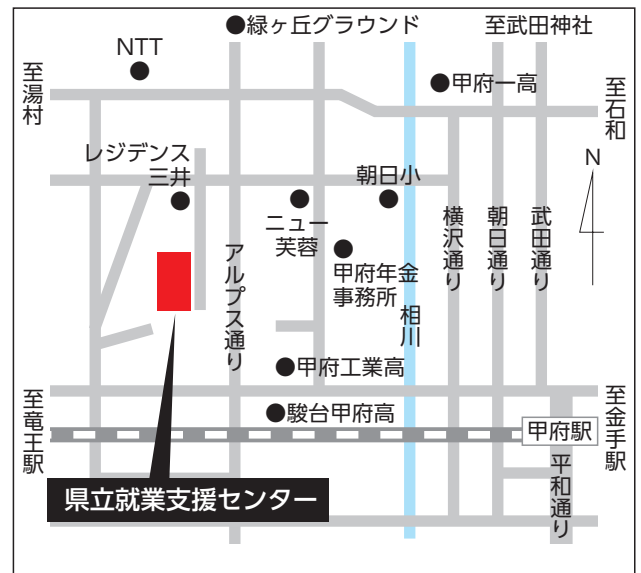 緑ヶ丘グラウンド
至武田神社
NTT
至湯村
甲府一高
至石和
レジデンス
三井
朝日小
N
ニュー
芙蓉
甲府年金
事務所
アルプス通り
相川
横沢通り
朝日通り
武田通り
甲府工業高
駿台甲府高
至竜王駅
甲府駅
至金手駅
平和通り
県立就業支援センター